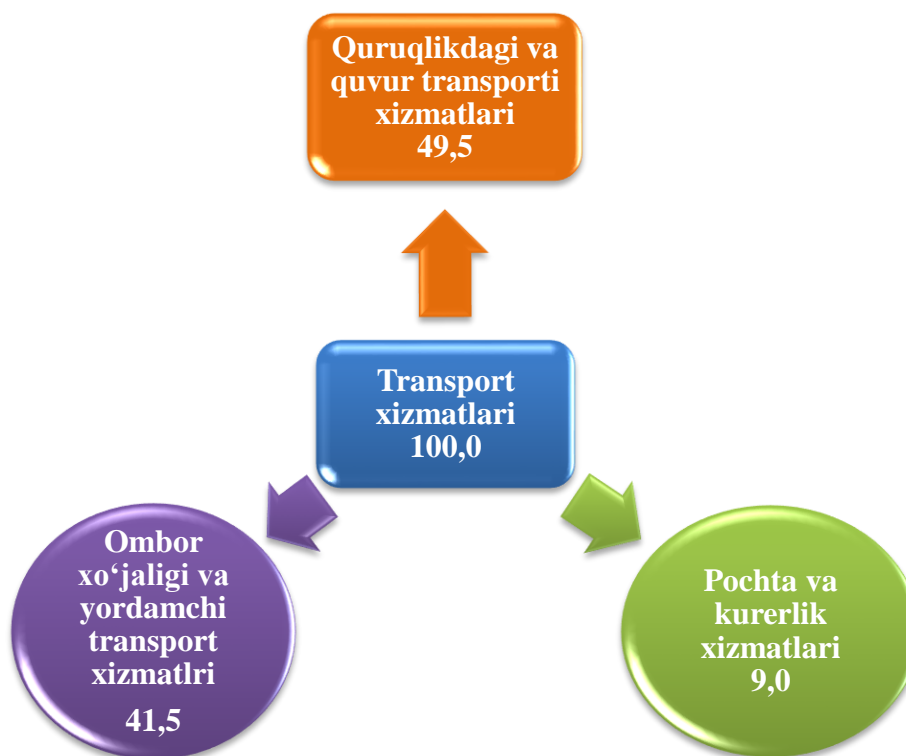 Quruqlikdagi va
quvur transporti
xizmatlari
49,5
Transport
xizmatlari
100,0
Ombor
xo‘jaligi va
yordamchi
transport
xizmatlri
41,5
Pochta va
kurerlik
xizmatlari
9,0